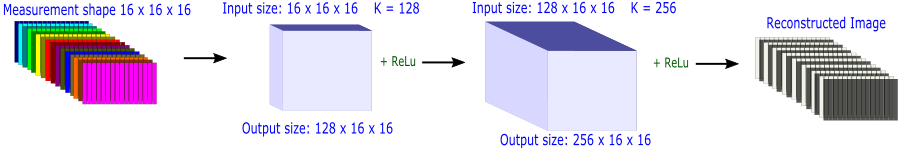 Measurement shape 16 x 16 x 16
Input size: 16 x 16 x 16 K = 128
+ ReLu
Output size: 128 x 16 x 16
Input size: 128 x 16 x 16 K = 256
+ ReLu
Output size: 256 x 16 x 16
Reconstructed Image